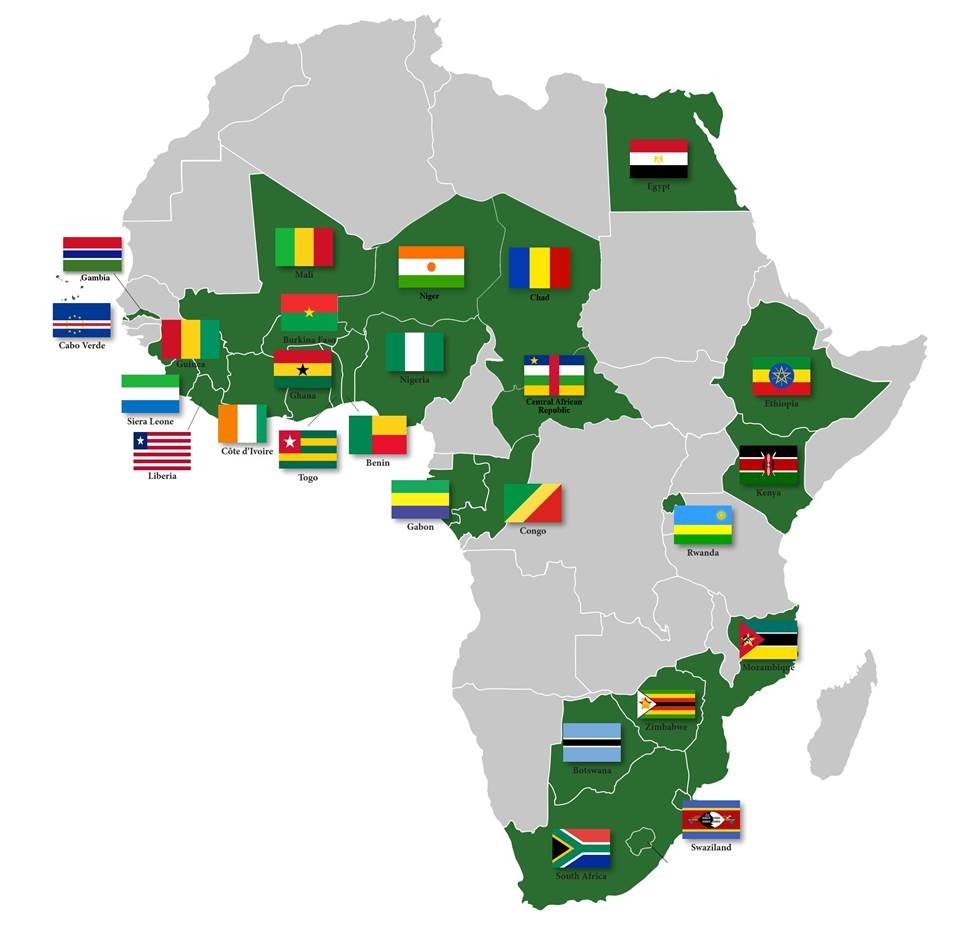 Egypt
Gambia
Mali
Niger
Chad
Cabo Verde
Burkina Faso
Guinea
Ghana
Nigeria
Central African
Republic
Ethiopia
Siera Leone
Côte d'Ivoire
Benin
Liberia
Togo
Kenya
Gabon
Congo
Rwanda
Mozambique
Zimbabwe
Botswana
Swaziland
South Africa